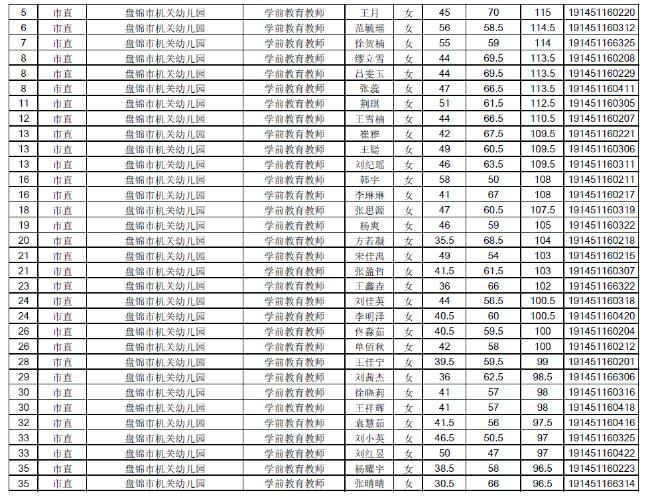 5 市直 盘锦市机关幼儿园 学前教育教师 王月 女 45 70 115 191451160220
6 市直 盘锦市机关幼儿园 学前教育教师 范毓瑶 女 56 58.5 114.5 191451160312
7 市直 盘锦市机关幼儿园 学前教育教师 徐贺楠 女 55 59 114 191451166325
8 市直 盘锦市机关幼儿园 学前教育教师 缪立雪 女 44 69.5 113.5 191451160208
8 市直 盘锦市机关幼儿园 学前教育教师 吕雯玉 女 44 69.5 113.5 191451160229
8 市直 盘锦市机关幼儿园 学前教育教师 张蕊 女 47 66.5 113.5 191451160411
11 市直 盘锦市机关幼儿园 学前教育教师 荆琪 女 51 61.5 112.5 191451160305
12 市直 盘锦市机关幼儿园 学前教育教师 王雪楠 女 44 66.5 110.5 191451160207
13 市直 盘锦市机关幼儿园 学前教育教师 崔雅 女 42 67.5 109.5 191451160221
13 市直 盘锦市机关幼儿园 学前教育教师 王聪 女 49 60.5 109.5 191451160306
13 市直 盘锦市机关幼儿园 学前教育教师 刘纪瑶 女 46 63.5 109.5 191451160311
16 市直 盘锦市机关幼儿园 学前教育教师 韩宇 女 58 50 108 191451160211
16 市直 盘锦市机关幼儿园 学前教育教师 李琳琳 女 41 67 108 191451160217
18 市直 盘锦市机关幼儿园 学前教育教师 张思源 女 47 60.5 107.5 191451160319
19 市直 盘锦市机关幼儿园 学前教育教师 杨爽 女 46 59 105 191451160322
20 市直 盘锦市机关幼儿园 学前教育教师 方若凝 女 35.5 68.5 104 191451160218
21 市直 盘锦市机关幼儿园 学前教育教师 宋佳禹 女 49 54 103 191451160215
21 市直 盘锦市机关幼儿园 学前教育教师 张盈哲 女 41.5 61.5 103 191451160307
23 市直 盘锦市机关幼儿园 学前教育教师 王鑫垚 女 36 66 102 191451166322
24 市直 盘锦市机关幼儿园 学前教育教师 刘佳英 女 44 56.5 100.5 191451160318
24 市直 盘锦市机关幼儿园 学前教育教师 李明泽 女 40.5 60 100.5 191451160420
26 市直 盘锦市机关幼儿园 学前教育教师 佟淼茹 女 40.5 59.5 100 191451160204
26 市直 盘锦市机关幼儿园 学前教育教师 单佰秋 女 42 58 100 191451160212
28 市直 盘锦市机关幼儿园 学前教育教师 王佳宁 女 39.5 59.5 99 191451160201
29 市直 盘锦市机关幼儿园 学前教育教师 刘茜杰 女 36 62.5 98.5 191451166306
30 市直 盘锦市机关幼儿园 学前教育教师 徐晓莉 女 41 57 98 191451160316
30 市直 盘锦市机关幼儿园 学前教育教师 王祥辉 女 41 57 98 191451160418
32 市直 盘锦市机关幼儿园 学前教育教师 袁慧茹 女 41.5 56 97.5 191451160416
33 市直 盘锦市机关幼儿园 学前教育教师 刘小英 女 46.5 50.5 97 191451160325
33 市直 盘锦市机关幼儿园 学前教育教师 刘红昱 女 50 47 97 191451160422
35 市直 盘锦市机关幼儿园 学前教育教师 杨耀宇 女 38.5 58 96.5 191451160223
35 市直 盘锦市机关幼儿园 学前教育教师 张晴晴 女 30.5 66 96.5 191451166314